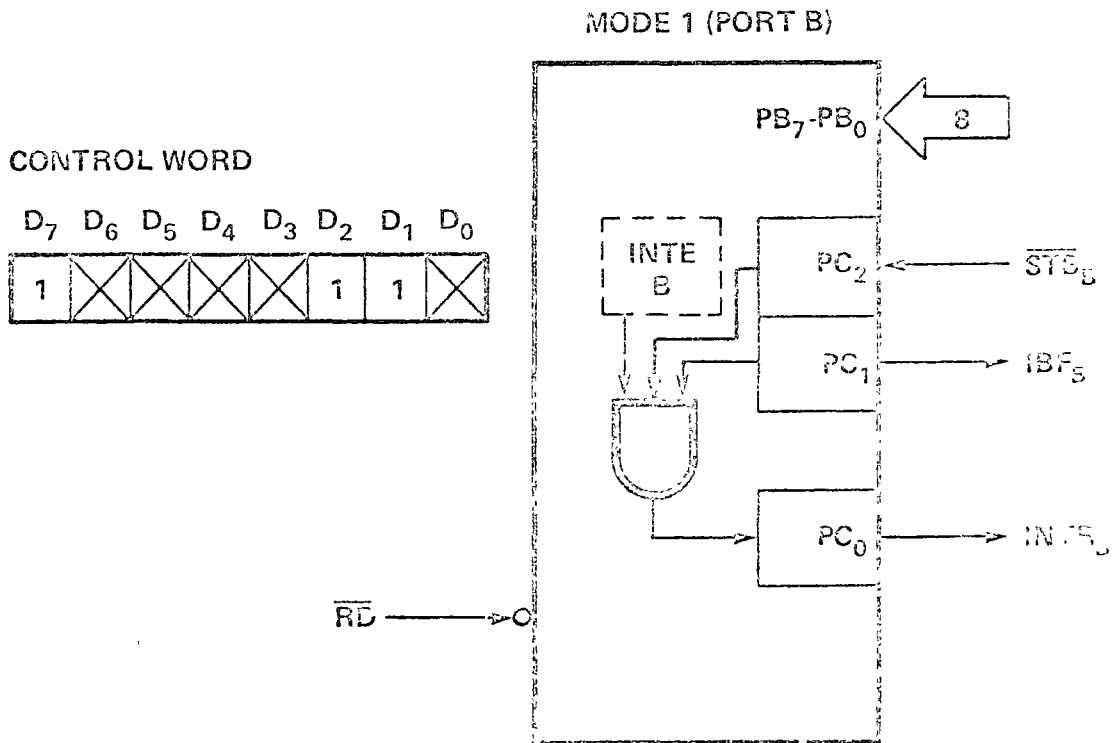 MODE 1 (PORT B)
PB₇-PB₀
8
CONTROL WORD
D₇ D₆ D₅ D₄ D₃ D₂ D₁ D₀
1 1 1
INTE
B
PC₂
PC₁
IBF
PC₀
R̅D̅